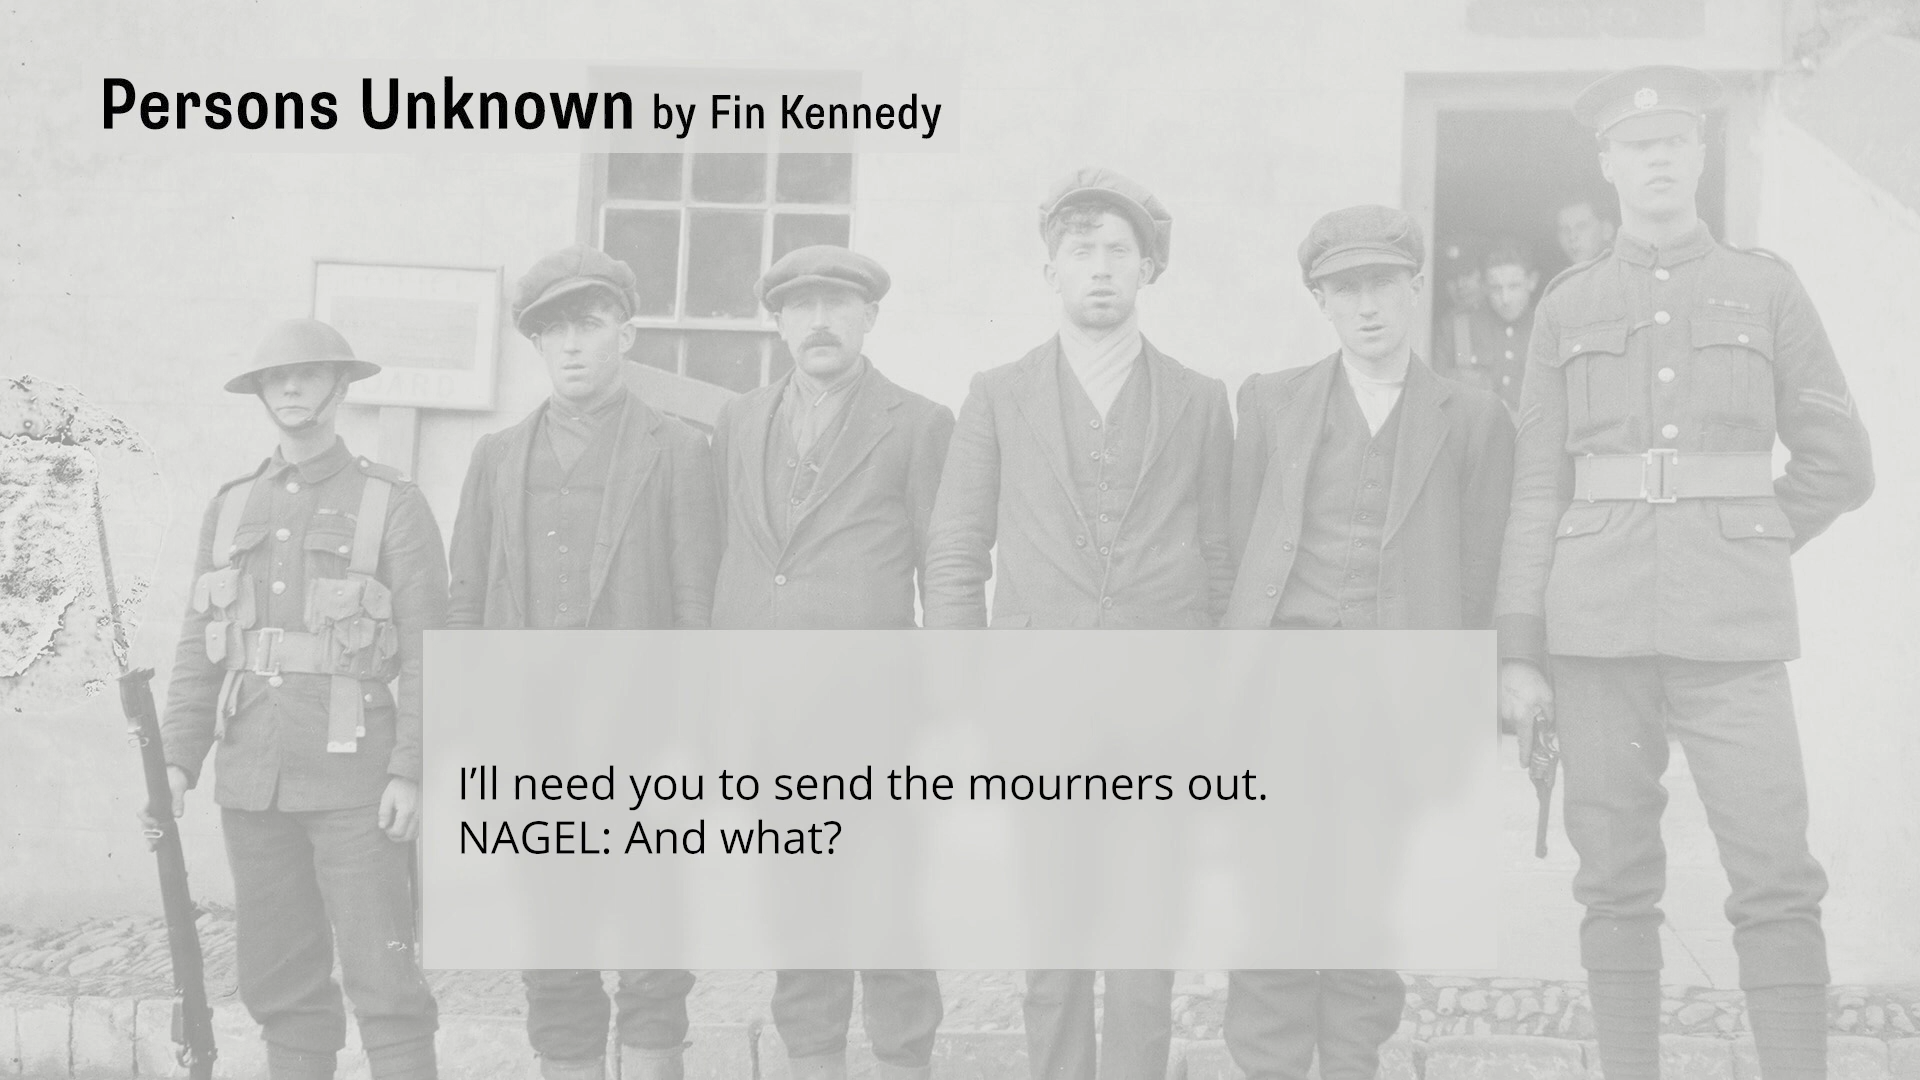 Persons Unknown by Fin Kennedy
I’ll need you to send the mourners out.
NAGEL: And what?